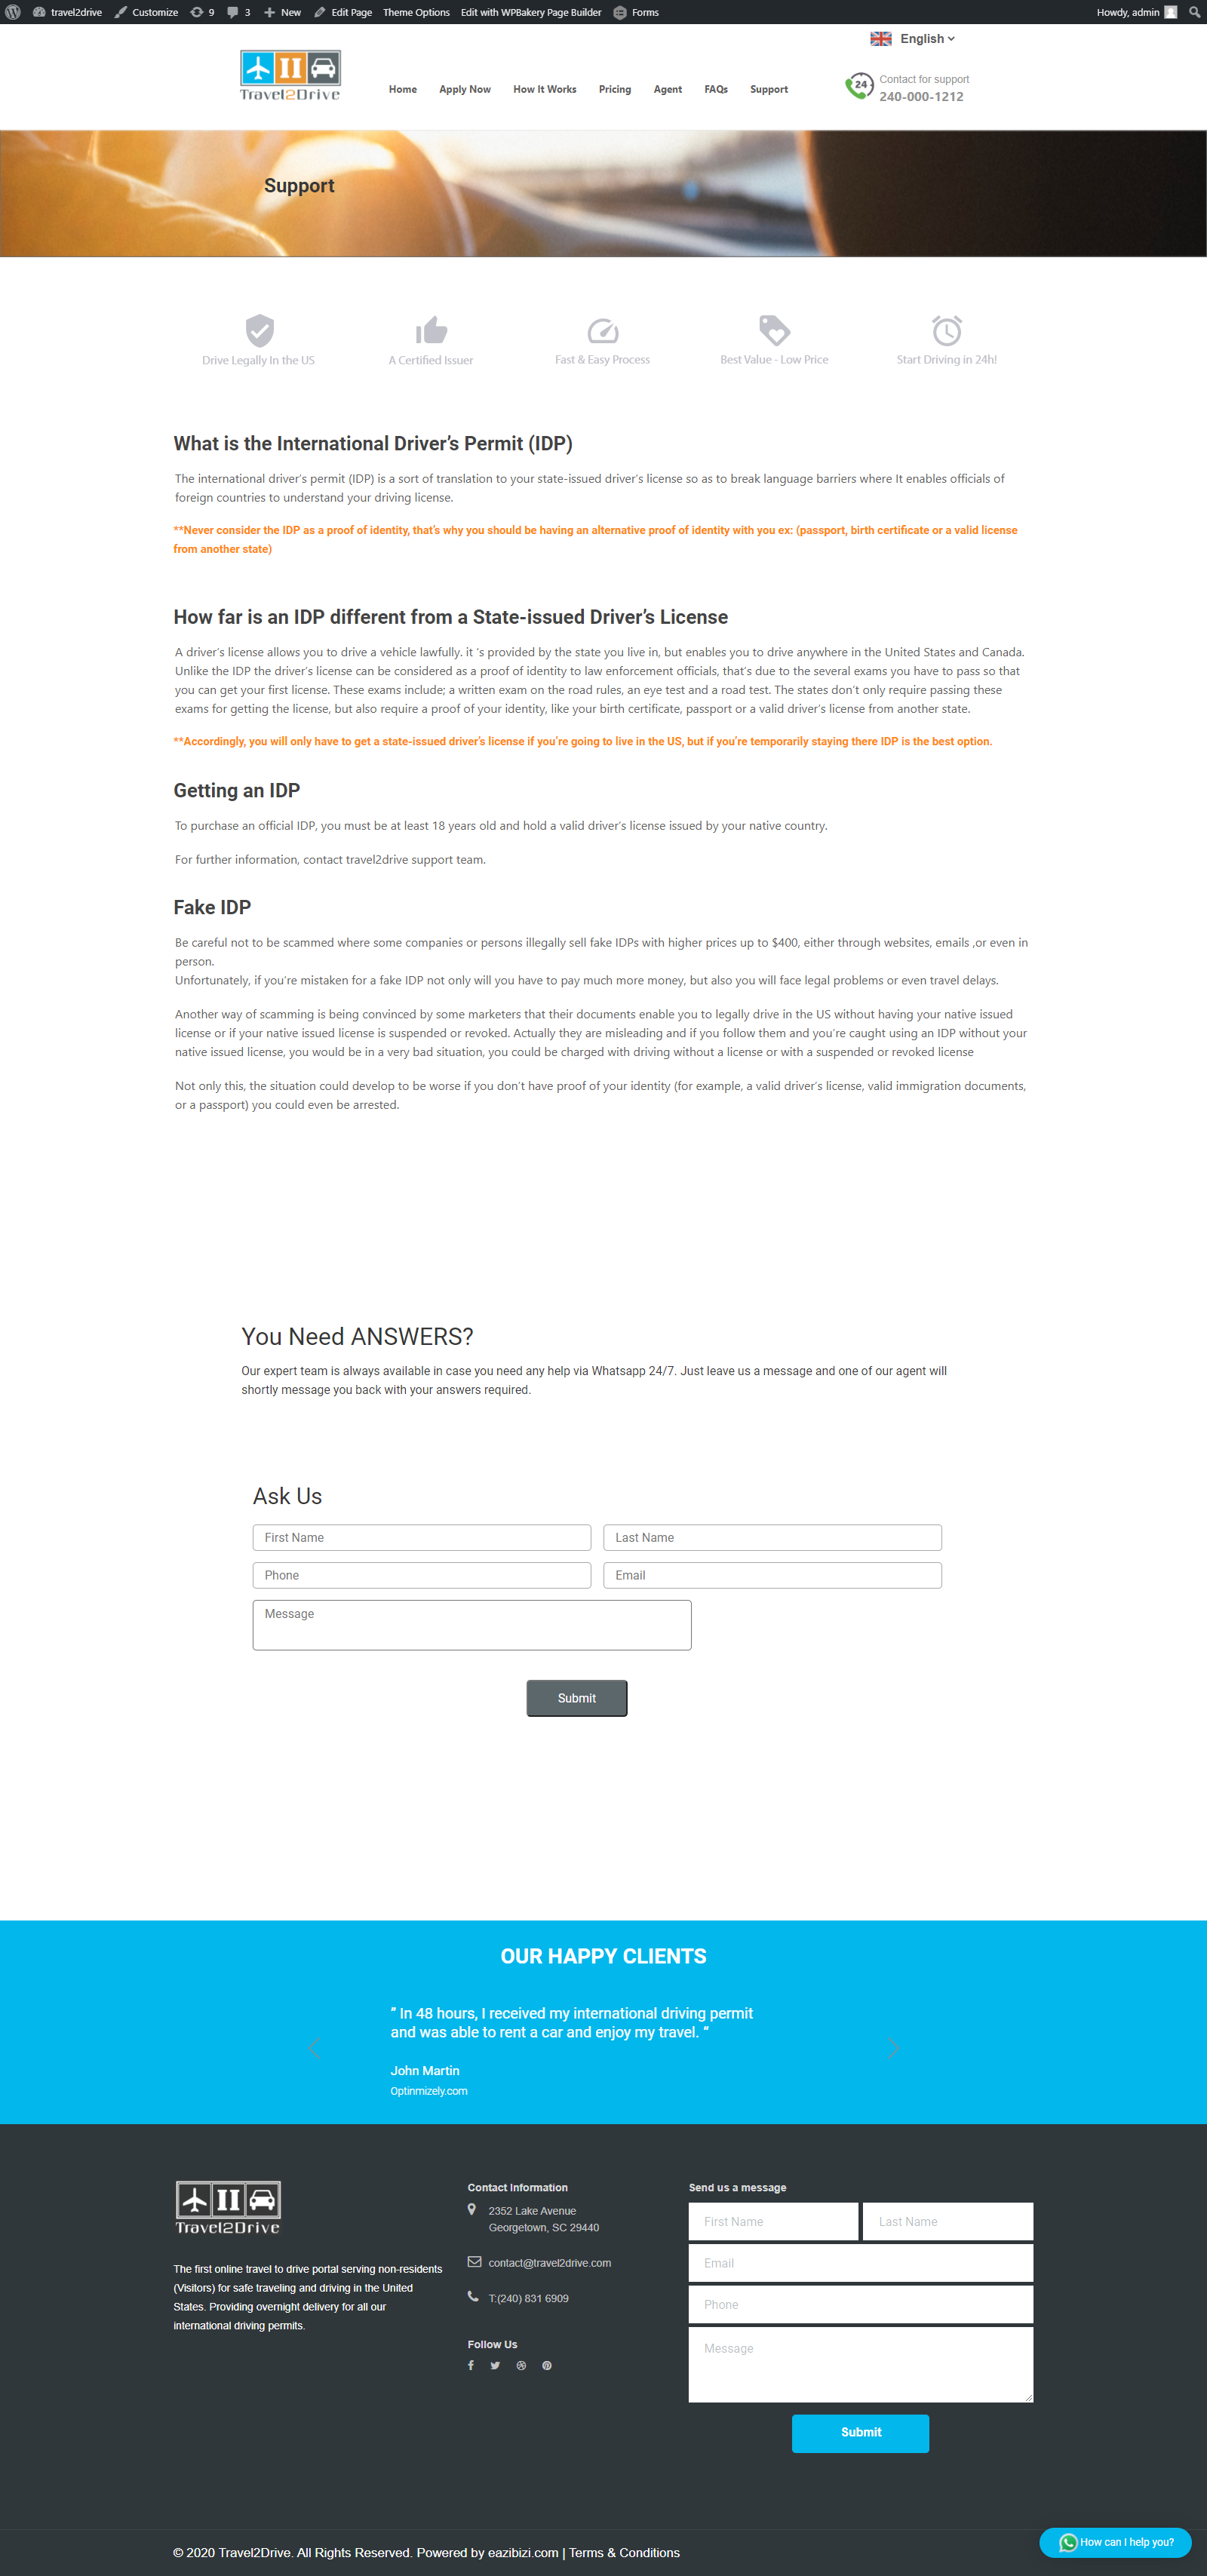 travel2drive Customize 9 3 New Edit Page Theme Options Edit with WPBakery Page Builder Forms Howdy, admin
English
Travel2Drive
Home Apply Now How It Works Pricing Agent FAQs Support
24
Contact for support
240-000-1212
Support
Drive Legally In the US A Certified Issuer Fast & Easy Process Best Value - Low Price Start Driving in 24h!
What is the International Driver’s Permit (IDP)
The international driver’s permit (IDP) is a sort of translation to your state-issued driver’s license so as to break language barriers where It enables officials of
foreign countries to understand your driving license.
**Never consider the IDP as a proof of identity, that’s why you should be having an alternative proof of identity with you ex: (passport, birth certificate or a valid license
from another state)
How far is an IDP different from a State-issued Driver’s License
A driver’s license allows you to drive a vehicle lawfully. it ’s provided by the state you live in, but enables you to drive anywhere in the United States and Canada.
Unlike the IDP the driver’s license can be considered as a proof of identity to law enforcement officials, that’s due to the several exams you have to pass so that
you can get your first license. These exams include; a written exam on the road rules, an eye test and a road test. The states don’t only require passing these
exams for getting the license, but also require a proof of your identity, like your birth certificate, passport or a valid driver’s license from another state.
**Accordingly, you will only have to get a state-issued driver’s license if you’re going to live in the US, but if you’re temporarily staying there IDP is the best option.
Getting an IDP
To purchase an official IDP, you must be at least 18 years old and hold a valid driver’s license issued by your native country.
For further information, contact travel2drive support team.
Fake IDP
Be careful not to be scammed where some companies or persons illegally sell fake IDPs with higher prices up to $400, either through websites, emails ,or even in
person.
Unfortunately, if you’re mistaken for a fake IDP not only will you have to pay much more money, but also you will face legal problems or even travel delays.
Another way of scamming is being convinced by some marketers that their documents enable you to legally drive in the US without having your native issued
license or if your native issued license is suspended or revoked. Actually they are misleading and if you follow them and you’re caught using an IDP without your
native issued license, you would be in a very bad situation, you could be charged with driving without a license or with a suspended or revoked license
Not only this, the situation could develop to be worse if you don’t have proof of your identity (for example, a valid driver’s license, valid immigration documents,
or a passport) you could even be arrested.
You Need ANSWERS?
Our expert team is always available in case you need any help via Whatsapp 24/7. Just leave us a message and one of our agent will
shortly message you back with your answers required.
Ask Us
First Name Last Name
Phone Email
Message
Submit
OUR HAPPY CLIENTS
” In 48 hours, I received my international driving permit
and was able to rent a car and enjoy my travel. “
John Martin
Optinmizely.com
Travel2Drive
The first online travel to drive portal serving non-residents
(Visitors) for safe traveling and driving in the United
States. Providing overnight delivery for all our
international driving permits.
Contact Information
2352 Lake Avenue
Georgetown, SC 29440
contact@travel2drive.com
T:(240) 831 6909
Follow Us
Send us a message
First Name Last Name
Email
Phone
Message
Submit
How can I help you?
© 2020 Travel2Drive. All Rights Reserved. Powered by eazibizi.com | Terms & Conditions